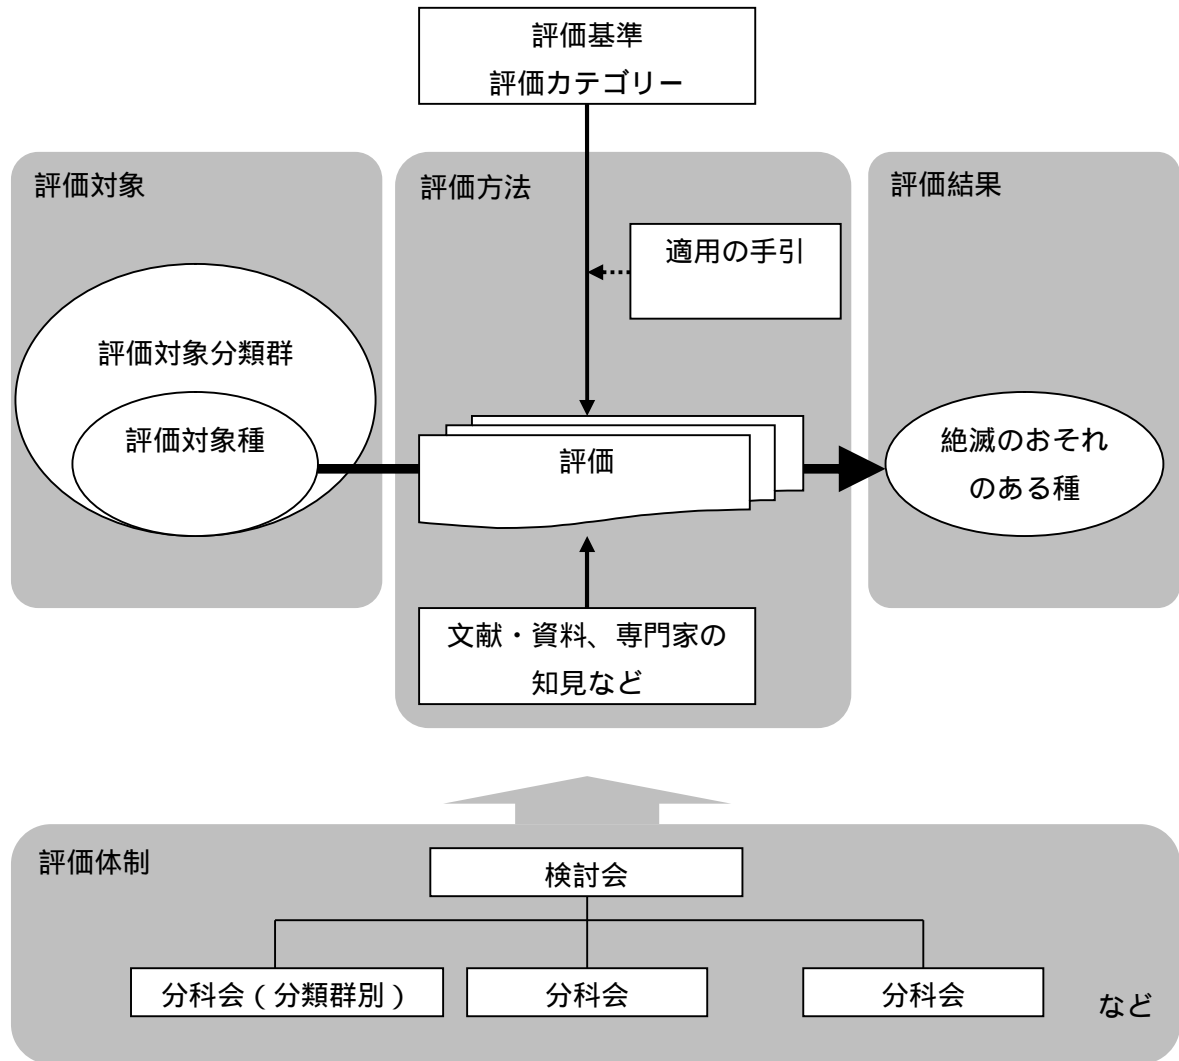 評価基準
評価カテゴリー
評価対象
評価方法
評価結果
適用の手引
評価対象分類群
評価対象種
評価
絶滅のおそれ
のある種
文献・資料、専門家の
知見など
評価体制
検討会
分科会(分類群別)
分科会
分科会
など